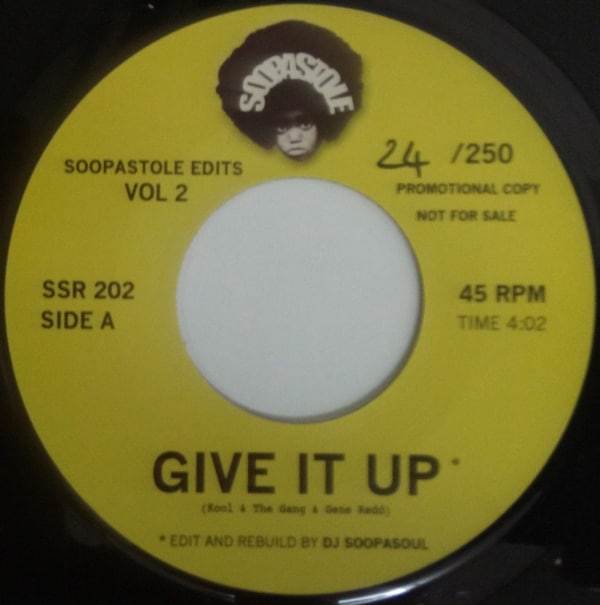 SOOPASTOLE
SOOPASTOLE EDITS
VOL 2
24 /250
PROMOTIONAL COPY
NOT FOR SALE
SSR 202
SIDE A
45 RPM
TIME 4:02
GIVE IT UP *
(Kool & The Gang & Gene Redd)
* EDIT AND REBUILD BY DJ SOOPASOUL